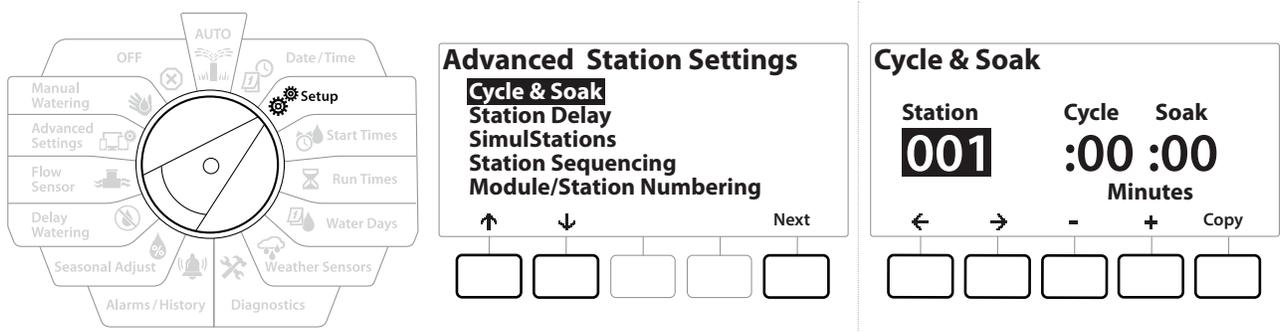 AUTO
OFF
Date/Time
Manual
Watering
Setup
Advanced
Settings
Start Times
Flow
Sensor
Run Times
Delay
Watering
Water Days
Seasonal Adjust
Weather Sensors
Alarms/History
Diagnostics
Advanced Station Settings
Cycle & Soak
Station Delay
SimulStations
Station Sequencing
Module/Station Numbering
↑ ↓ Next
Cycle & Soak
Station Cycle Soak
001 :00 :00
Minutes
← → - + Copy